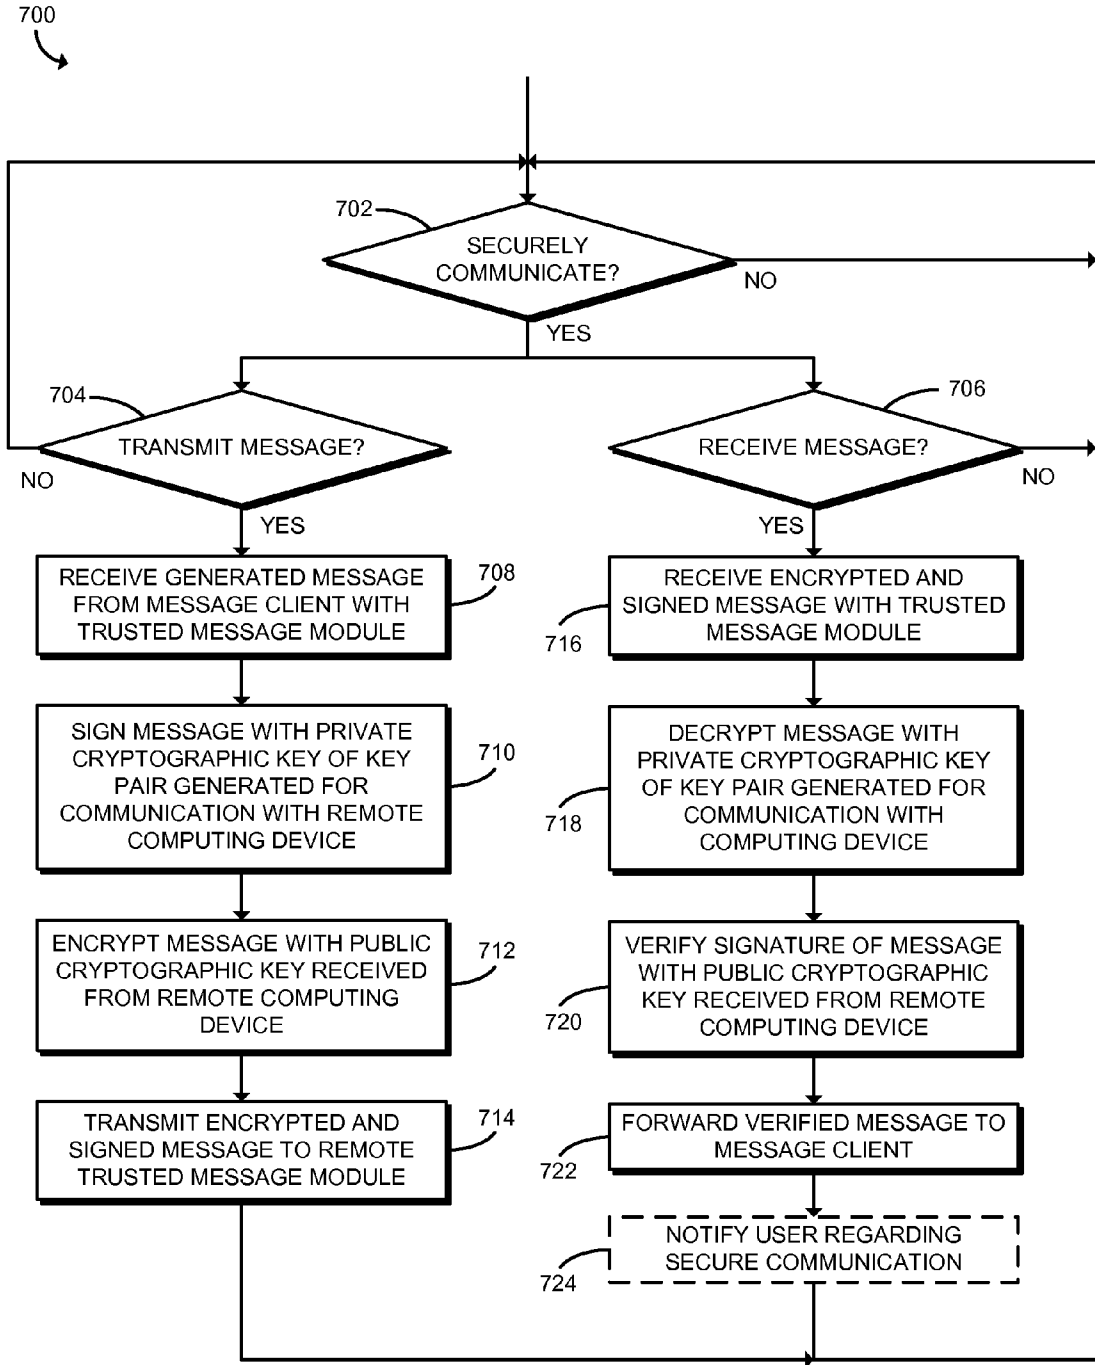 700
702
SECURELY
COMMUNICATE?
NO
YES
704
TRANSMIT MESSAGE?
NO
YES
706
RECEIVE MESSAGE?
NO
YES
RECEIVE GENERATED MESSAGE
FROM MESSAGE CLIENT WITH
TRUSTED MESSAGE MODULE
708
SIGN MESSAGE WITH PRIVATE
CRYPTOGRAPHIC KEY OF KEY
PAIR GENERATED FOR
COMMUNICATION WITH REMOTE
COMPUTING DEVICE
710
ENCRYPT MESSAGE WITH PUBLIC
CRYPTOGRAPHIC KEY RECEIVED
FROM REMOTE COMPUTING
DEVICE
712
TRANSMIT ENCRYPTED AND
SIGNED MESSAGE TO REMOTE
TRUSTED MESSAGE MODULE
714
RECEIVE ENCRYPTED AND
SIGNED MESSAGE WITH TRUSTED
MESSAGE MODULE
716
DECRYPT MESSAGE WITH
PRIVATE CRYPTOGRAPHIC KEY
OF KEY PAIR GENERATED FOR
COMMUNICATION WITH
COMPUTING DEVICE
718
VERIFY SIGNATURE OF MESSAGE
WITH PUBLIC CRYPTOGRAPHIC
KEY RECEIVED FROM REMOTE
COMPUTING DEVICE
720
FORWARD VERIFIED MESSAGE TO
MESSAGE CLIENT
722
NOTIFY USER REGARDING
SECURE COMMUNICATION
724